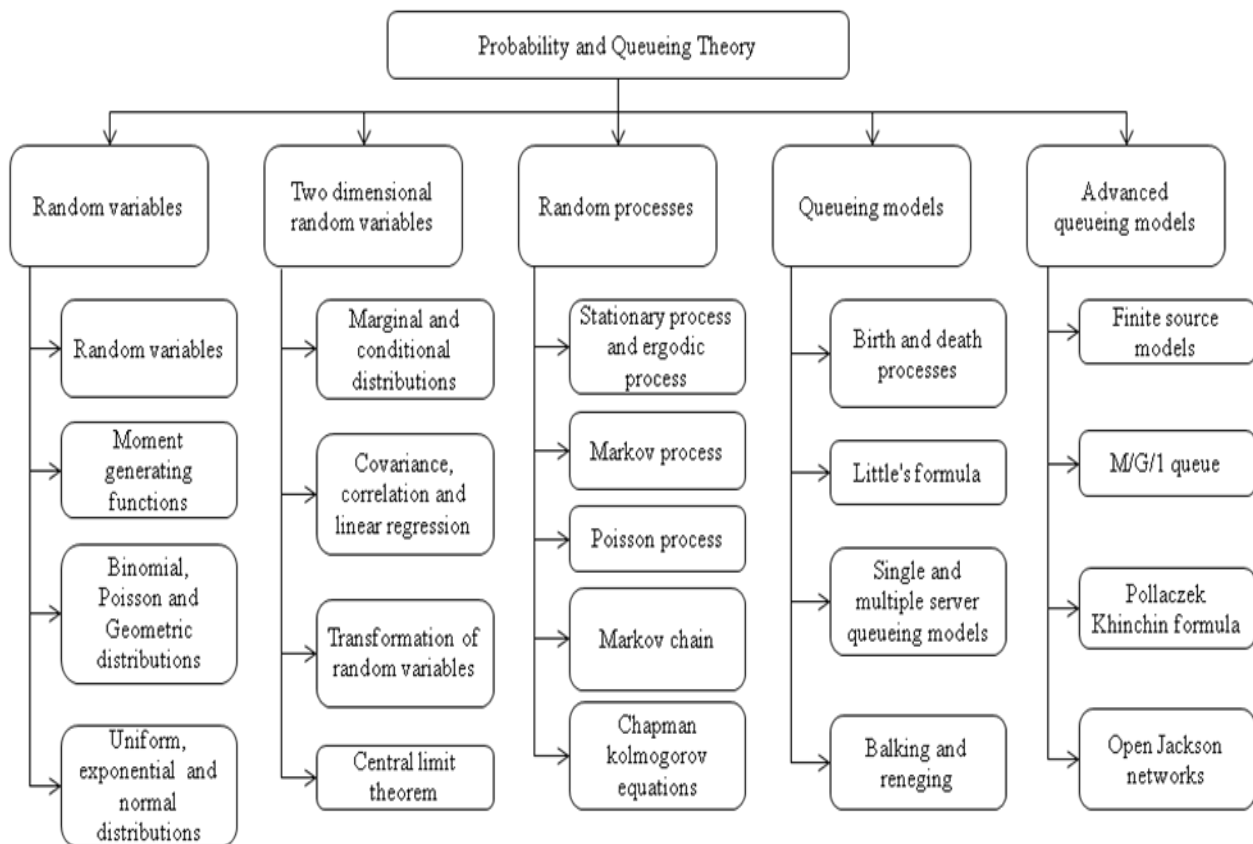 Probability and Queueing Theory
Random variables
Two dimensional
random variables
Random processes
Queueing models
Advanced
queueing models
Random variables
Moment
generating
functions
Binomial,
Poisson and
Geometric
distributions
Uniform,
exponential and
normal
distributions
Marginal and
conditional
distributions
Covariance,
correlation and
linear regression
Transformation of
random variables
Central limit
theorem
Stationary process
and ergodic
process
Markov process
Poisson process
Markov chain
Chapman
kolmogorov
equations
Birth and death
processes
Little's formula
Single and
multiple server
queueing models
Balking and
reneging
Finite source
models
M/G/1 queue
Pollaczek
Khinchin formula
Open Jackson
networks